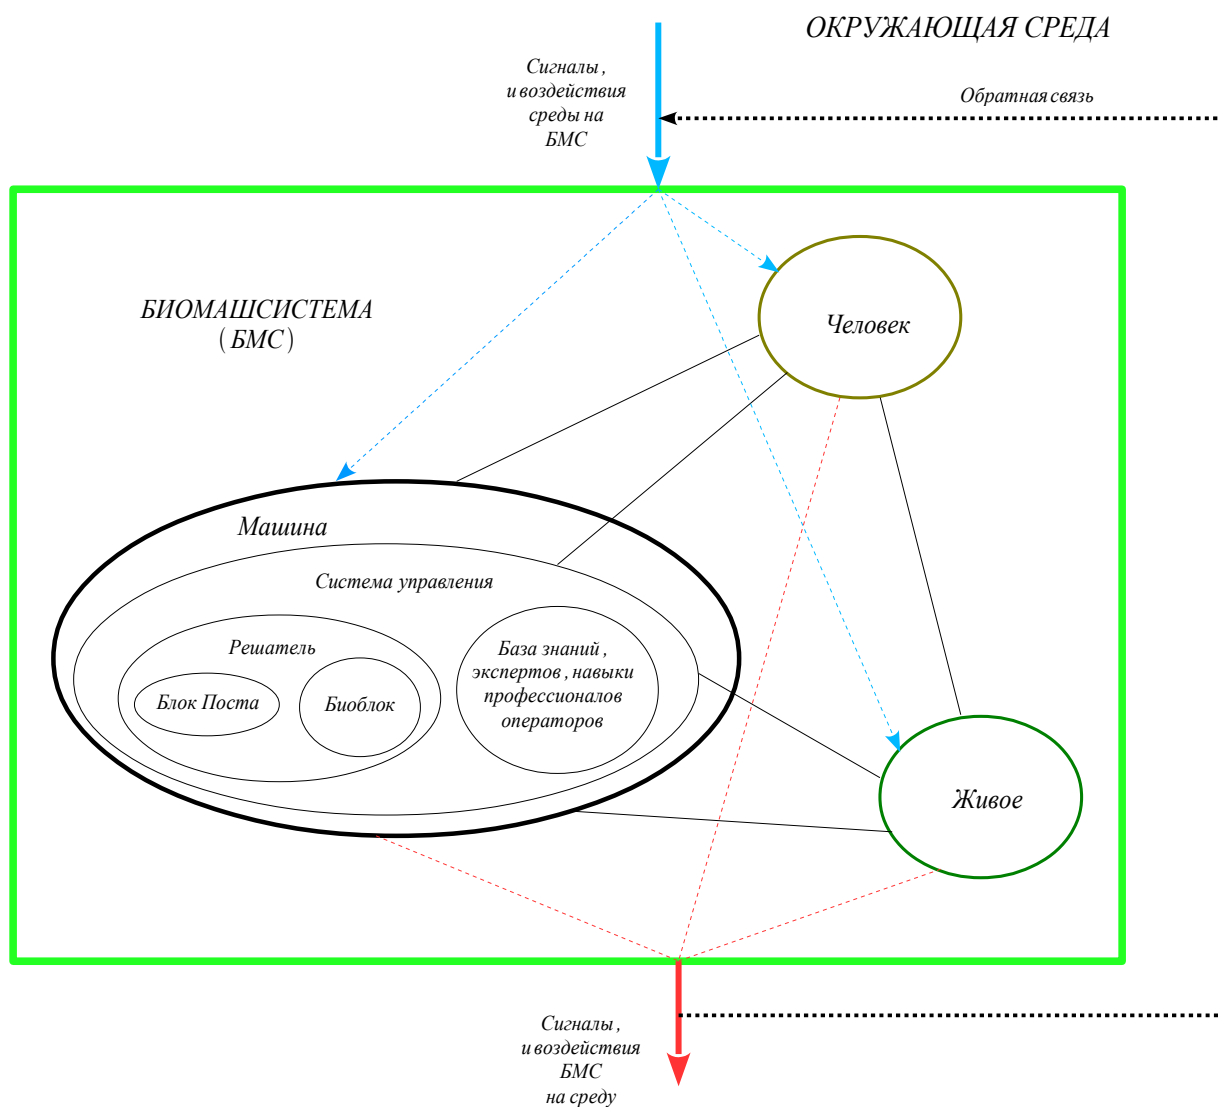 ОКРУЖАЮЩАЯ СРЕДА
Сигналы ,
и воздействия
среды на
БМС
Обратная связь
БИОМАШСИСТЕМА
( БМС )
Человек
Машина
Система управления
Решатель
Блок Поста
Биоблок
База знаний ,
экспертов , навыки
профессионалов
операторов
Живое
Сигналы ,
и воздействия
БМС
на среду